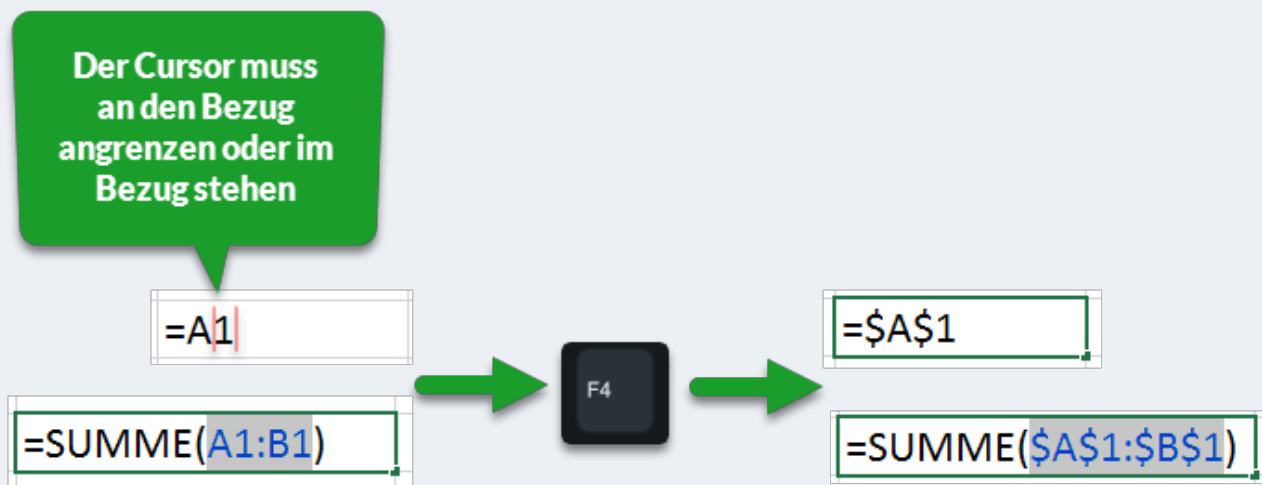 Der Cursor muss
an den Bezug
angrenzen oder im
Bezug stehen
=A1
=$A$1
F4
=SUMME(A1:B1)
=SUMME($A$1:$B$1)